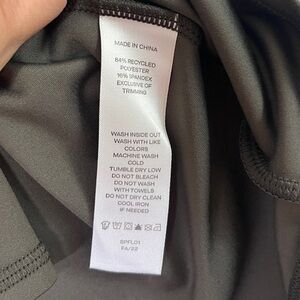 MADE IN CHINA
84% RECYCLED
POLYESTER
16% SPANDEX
EXCLUSIVE OF
TRIMMING
WASH INSIDE OUT
WASH WITH LIKE
COLORS
MACHINE WASH
COLD
TUMBLE DRY LOW
DO NOT BLEACH
DO NOT WASH
WITH TOWELS
DO NOT DRY CLEAN
COOL IRON
IF NEEDED
SPFL01
FA/22